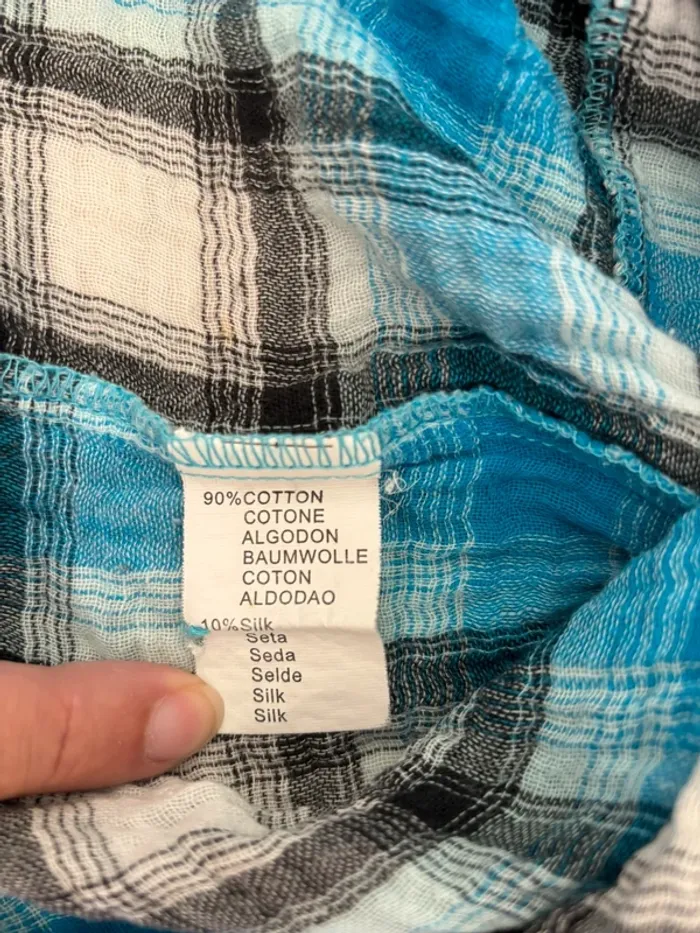 90%COTTON
COTONE
ALGODON
BAUMWOLLE
COTON
ALDODAO
10%Silk
Seta
Seda
Selde
Silk
Silk